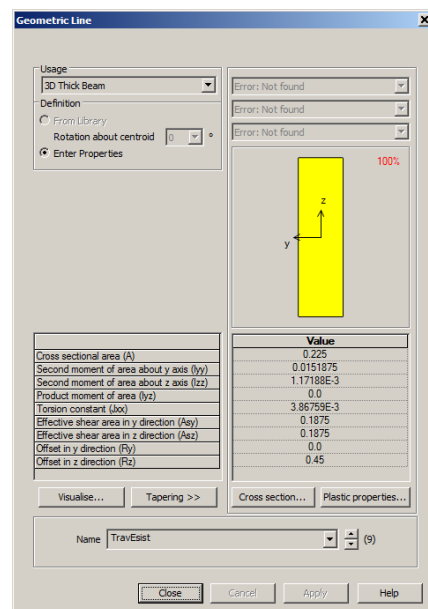 Geometric Line
Usage
3D Thick Beam
Definition
From Library
Rotation about centroid 0 °
Enter Properties
Error: Not found
Error: Not found
Error: Not found
100%
z
y
Value
Cross sectional area (A) 0.225
Second moment of area about y axis (Iyy) 0.0151875
Second moment of area about z axis (Izz) 1.17188E-3
Product moment of area (Iyz) 0.0
Torsion constant (Jxx) 3.86759E-3
Effective shear area in y direction (Asy) 0.1875
Effective shear area in z direction (Asz) 0.1875
Offset in y direction (Ry) 0.0
Offset in z direction (Rz) 0.45
Visualise... Tapering >> Cross section... Plastic properties...
Name TravEsist (9)
Close Cancel Apply Help